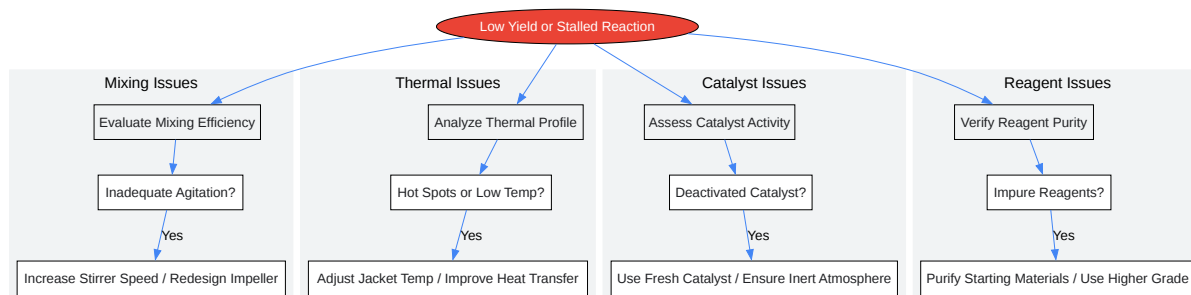 Low Yield or Stalled Reaction
Mixing Issues
Thermal Issues
Catalyst Issues
Reagent Issues
Evaluate Mixing Efficiency
Analyze Thermal Profile
Assess Catalyst Activity
Verify Reagent Purity
Inadequate Agitation?
Hot Spots or Low Temp?
Deactivated Catalyst?
Impure Reagents?
Yes
Yes
Yes
Yes
Increase Stirrer Speed / Redesign Impeller
Adjust Jacket Temp / Improve Heat Transfer
Use Fresh Catalyst / Ensure Inert Atmosphere
Purify Starting Materials / Use Higher Grade